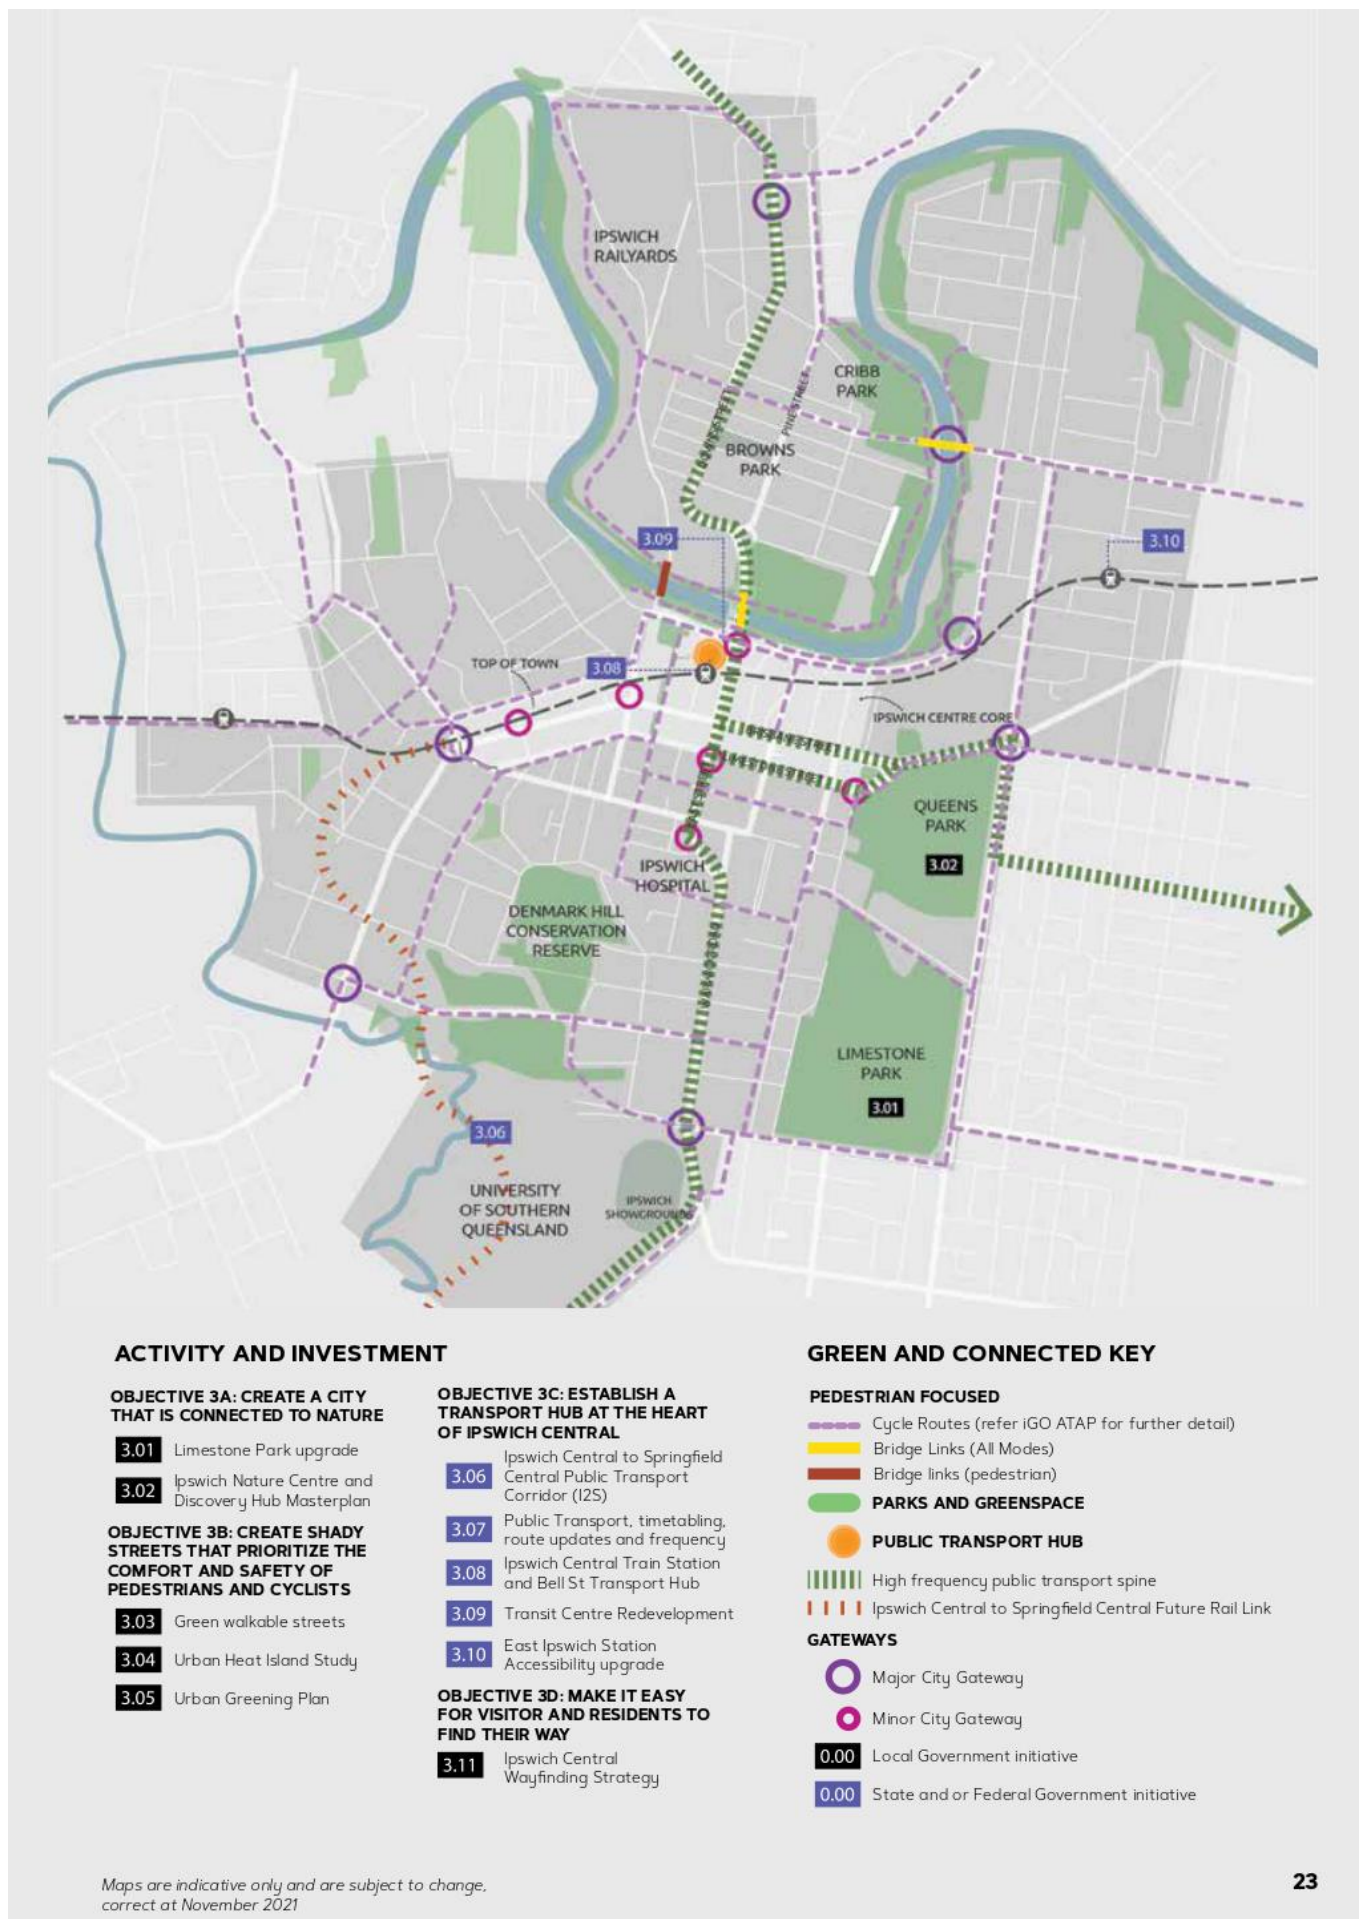 IPSWICH
RAILYARDS
CRIBB
PARK
PINE STREET
BROWNS
PARK
3.09
3.10
TOP OF TOWN
3.08
IPSWICH CENTRE CORE
QUEENS
PARK
3.02
IPSWICH
HOSPITAL
DENMARK HILL
CONSERVATION
RESERVE
LIMESTONE
PARK
3.01
3.06
UNIVERSITY
OF SOUTHERN
QUEENSLAND
IPSWICH
SHOWGROUNDS
ACTIVITY AND INVESTMENT
OBJECTIVE 3A: CREATE A CITY
THAT IS CONNECTED TO NATURE
3.01 Limestone Park upgrade
3.02 Ipswich Nature Centre and
Discovery Hub Masterplan
OBJECTIVE 3B: CREATE SHADY
STREETS THAT PRIORITIZE THE
COMFORT AND SAFETY OF
PEDESTRIANS AND CYCLISTS
3.03 Green walkable streets
3.04 Urban Heat Island Study
3.05 Urban Greening Plan
OBJECTIVE 3C: ESTABLISH A
TRANSPORT HUB AT THE HEART
OF IPSWICH CENTRAL
3.06 Ipswich Central to Springfield
Central Public Transport
Corridor (I2S)
3.07 Public Transport, timetabling,
route updates and frequency
3.08 Ipswich Central Train Station
and Bell St Transport Hub
3.09 Transit Centre Redevelopment
3.10 East Ipswich Station
Accessibility upgrade
OBJECTIVE 3D: MAKE IT EASY
FOR VISITOR AND RESIDENTS TO
FIND THEIR WAY
3.11 Ipswich Central
Wayfinding Strategy
GREEN AND CONNECTED KEY
PEDESTRIAN FOCUSED
Cycle Routes (refer iGO ATAP for further detail)
Bridge Links (All Modes)
Bridge links (pedestrian)
PARKS AND GREENSPACE
PUBLIC TRANSPORT HUB
High frequency public transport spine
Ipswich Central to Springfield Central Future Rail Link
GATEWAYS
Major City Gateway
Minor City Gateway
0.00 Local Government initiative
0.00 State and or Federal Government initiative
Maps are indicative only and are subject to change,
correct at November 2021
23